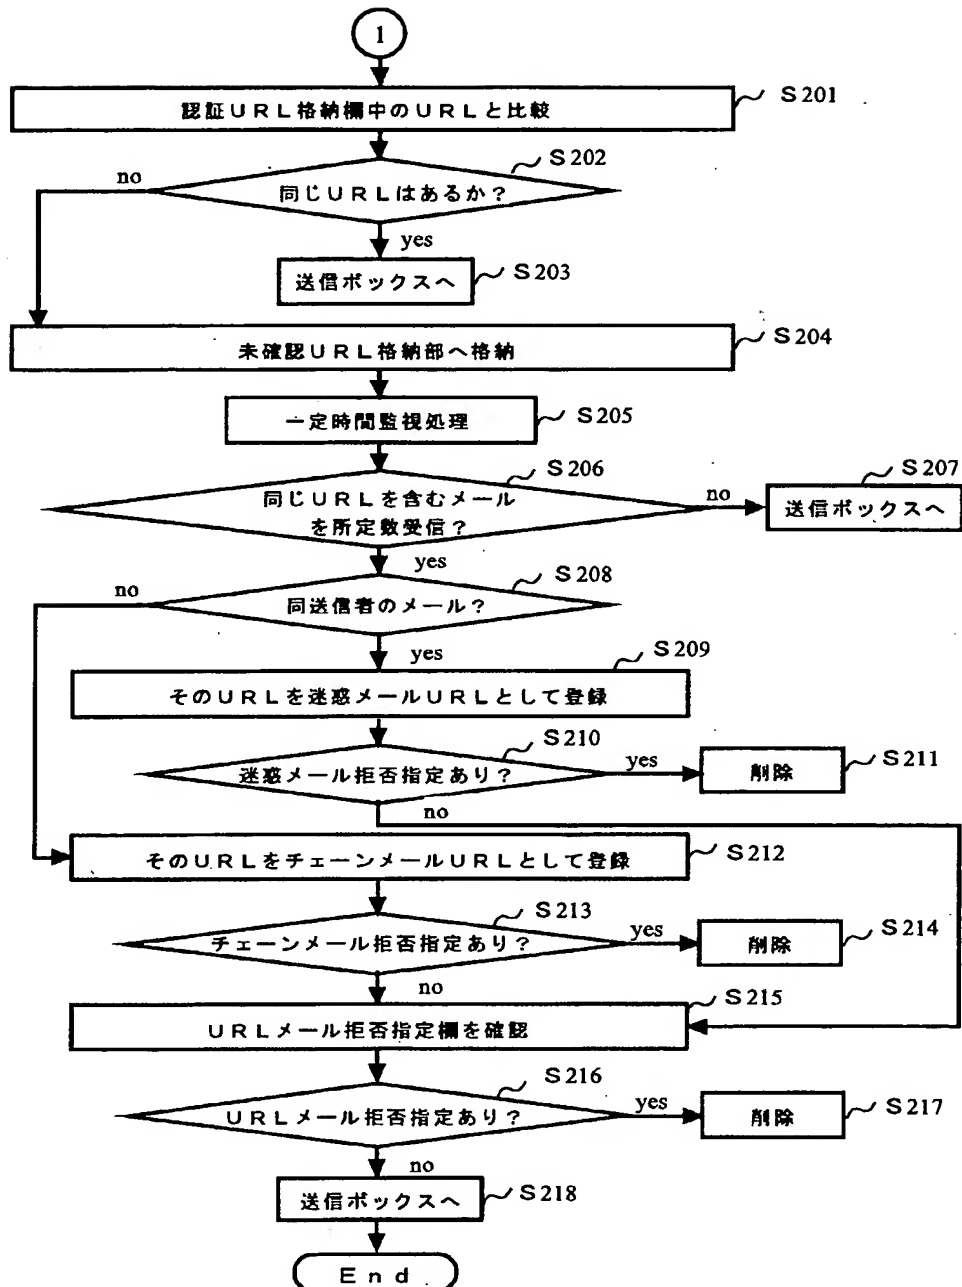 1
認証URL格納欄中のURLと比較
S201
S202
no
同じURLはあるか?
yes
送信ボックスへ
S203
未確認URL格納部へ格納
S204
一定時間監視処理
S205
S206
同じURLを含むメール
を所定数受信?
no
S207
送信ボックスへ
yes
S208
no
同送信者のメール?
yes
S209
そのURLを迷惑メールURLとして登録
S210
迷惑メール拒否指定あり?
yes
削除
S211
no
そのURLをチェーンメールURLとして登録
S212
S213
チェーンメール拒否指定あり?
yes
削除
S214
no
S215
URLメール拒否指定欄を確認
S216
URLメール拒否指定あり?
yes
削除
S217
no
送信ボックスへ
S218
End